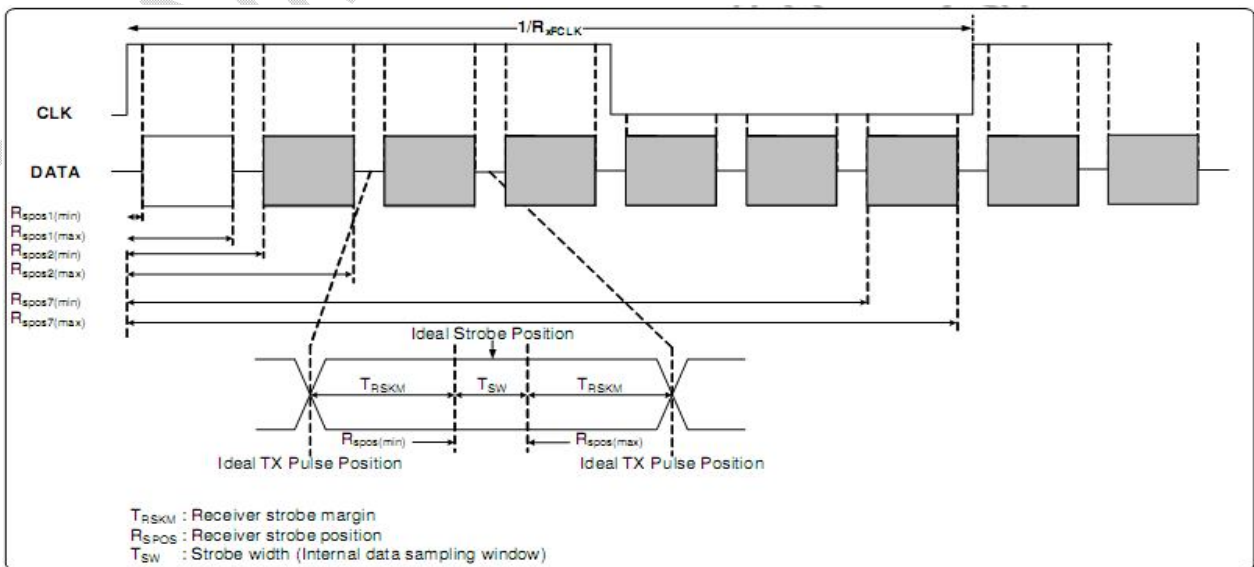 1/RxFCLK
CLK
DATA
Rspos1(min)
Rspos1(max)
Rspos2(min)
Rspos2(max)
Rspos7(min)
Rspos7(max)
Ideal Strobe Position
TRSKM TSW TRSKM
Rspos(min) Rspos(max)
Ideal TX Pulse Position Ideal TX Pulse Position
TRSKM : Receiver strobe margin
RSPOS : Receiver strobe position
TSW : Strobe width (Internal data sampling window)